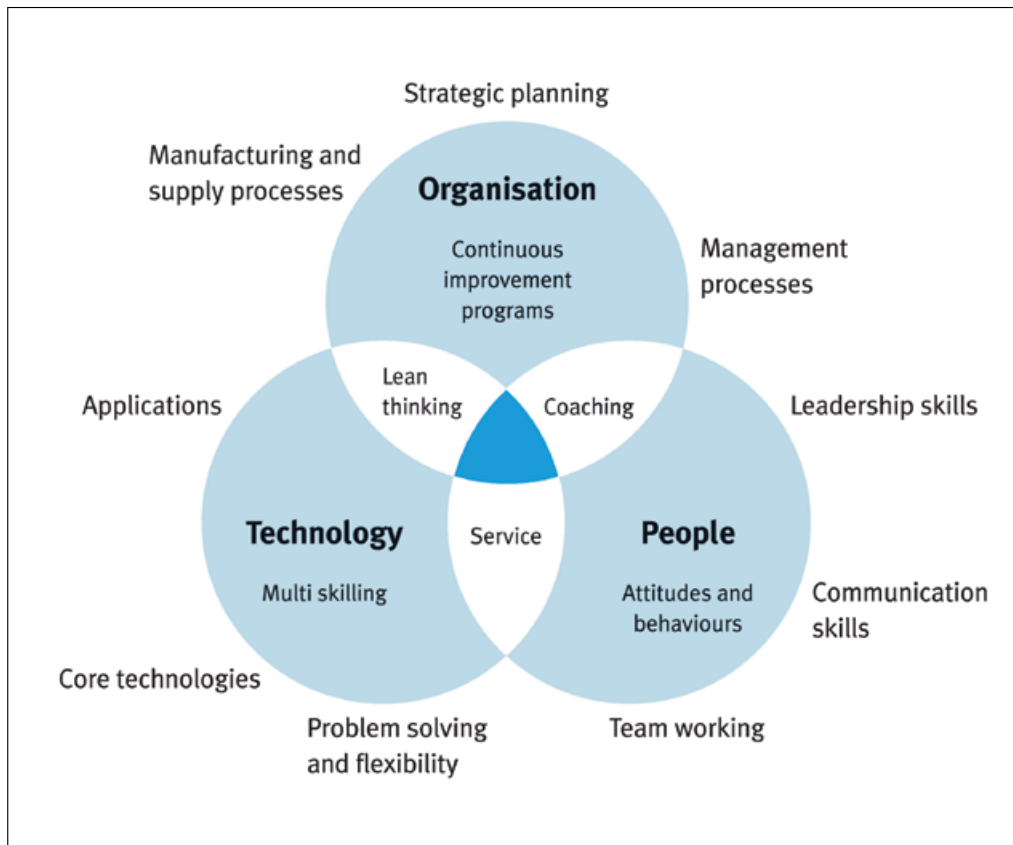 Strategic planning
Manufacturing and
supply processes
Organisation
Continuous
improvement
programs
Management
processes
Lean
thinking
Coaching
Applications
Leadership skills
Technology
Service
People
Multi skilling
Attitudes and
behaviours
Communication
skills
Core technologies
Problem solving
and flexibility
Team working